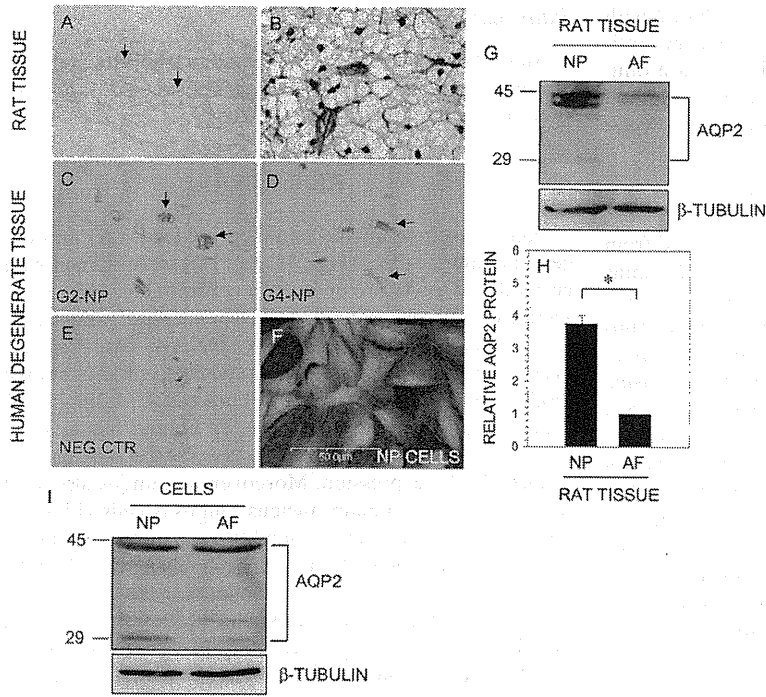 RAT TISSUE
A
B
HUMAN DEGENERATE TISSUE
C
G2-NP
D
G4-NP
E
NEG CTR
F
50.0µm
NP CELLS
G
RAT TISSUE
NP AF
45
29
AQP2
β-TUBULIN
H
RELATIVE AQP2 PROTEIN
6
5
4
3
2
1
0
*
NP AF
RAT TISSUE
I
CELLS
NP AF
45
29
AQP2
β-TUBULIN